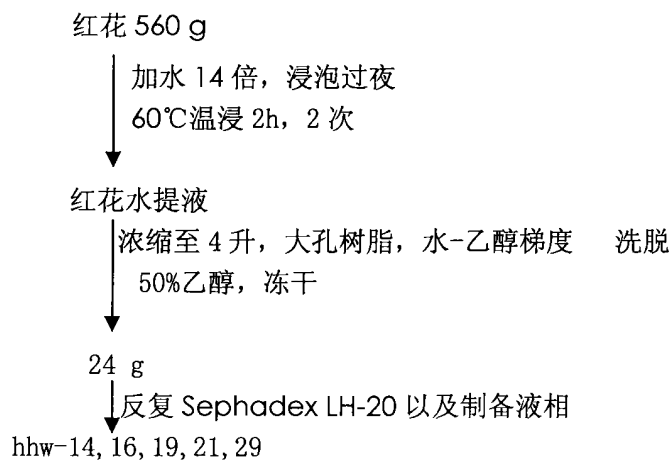 红花 560 g
加水 14 倍，浸泡过夜
60℃温浸 2h，2 次
红花水提液
浓缩至 4 升，大孔树脂，水-乙醇梯度 洗脱
50%乙醇，冻干
24 g
反复 Sephadex LH-20 以及制备液相
hhw-14, 16, 19, 21, 29